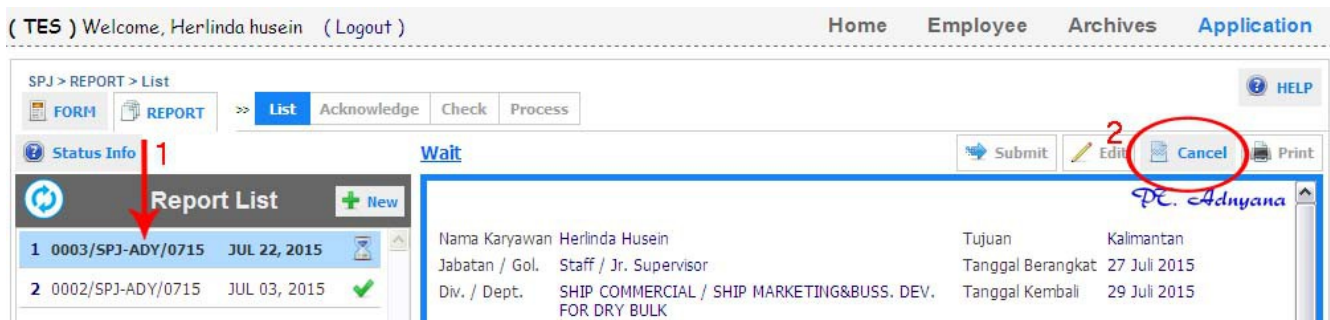 ( TES ) Welcome, Herlinda husein ( Logout )
Home Employee Archives Application
SPJ > REPORT > List
HELP
FORM REPORT >> List Acknowledge Check Process
Status Info 1
Wait
Submit Edit 2 Cancel Print
Report List New
PT. Adnyana
1 0003/SPJ-ADY/0715 JUL 22, 2015
2 0002/SPJ-ADY/0715 JUL 03, 2015
Nama Karyawan Herlinda Husein Tujuan Kalimantan
Jabatan / Gol. Staff / Jr. Supervisor Tanggal Berangkat 27 Juli 2015
Div. / Dept. SHIP COMMERCIAL / SHIP MARKETING&BUSS. DEV. Tanggal Kembali 29 Juli 2015
FOR DRY BULK